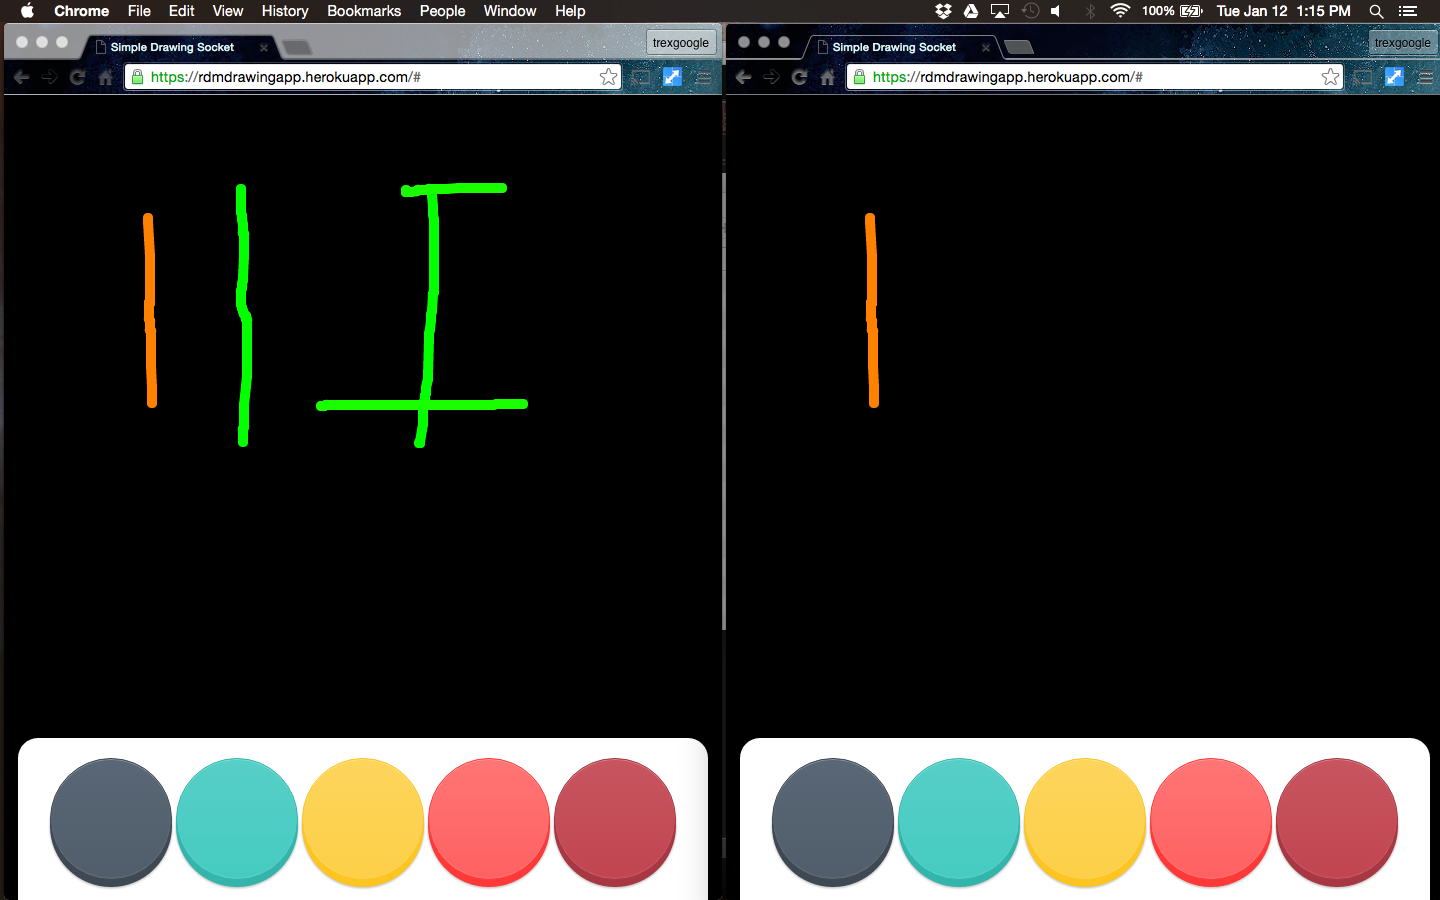 Chrome File Edit View History Bookmarks People Window Help 100% Tue Jan 12 1:15 PM
Simple Drawing Socket trexgoogle
https://rdmdrawingapp.herokuapp.com/#
Simple Drawing Socket trexgoogle
https://rdmdrawingapp.herokuapp.com/#